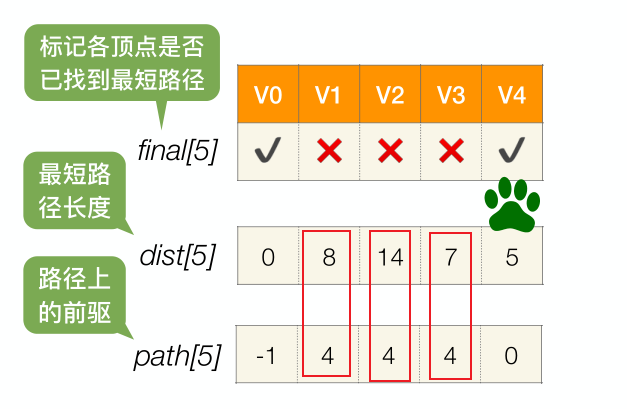 标记各顶点是否
已找到最短路径
V0 V1 V2 V3 V4
final[5] ✓ ✕ ✕ ✕ ✓
最短路
径长度
dist[5] 0 8 14 7 5
路径上
的前驱
path[5] -1 4 4 4 0